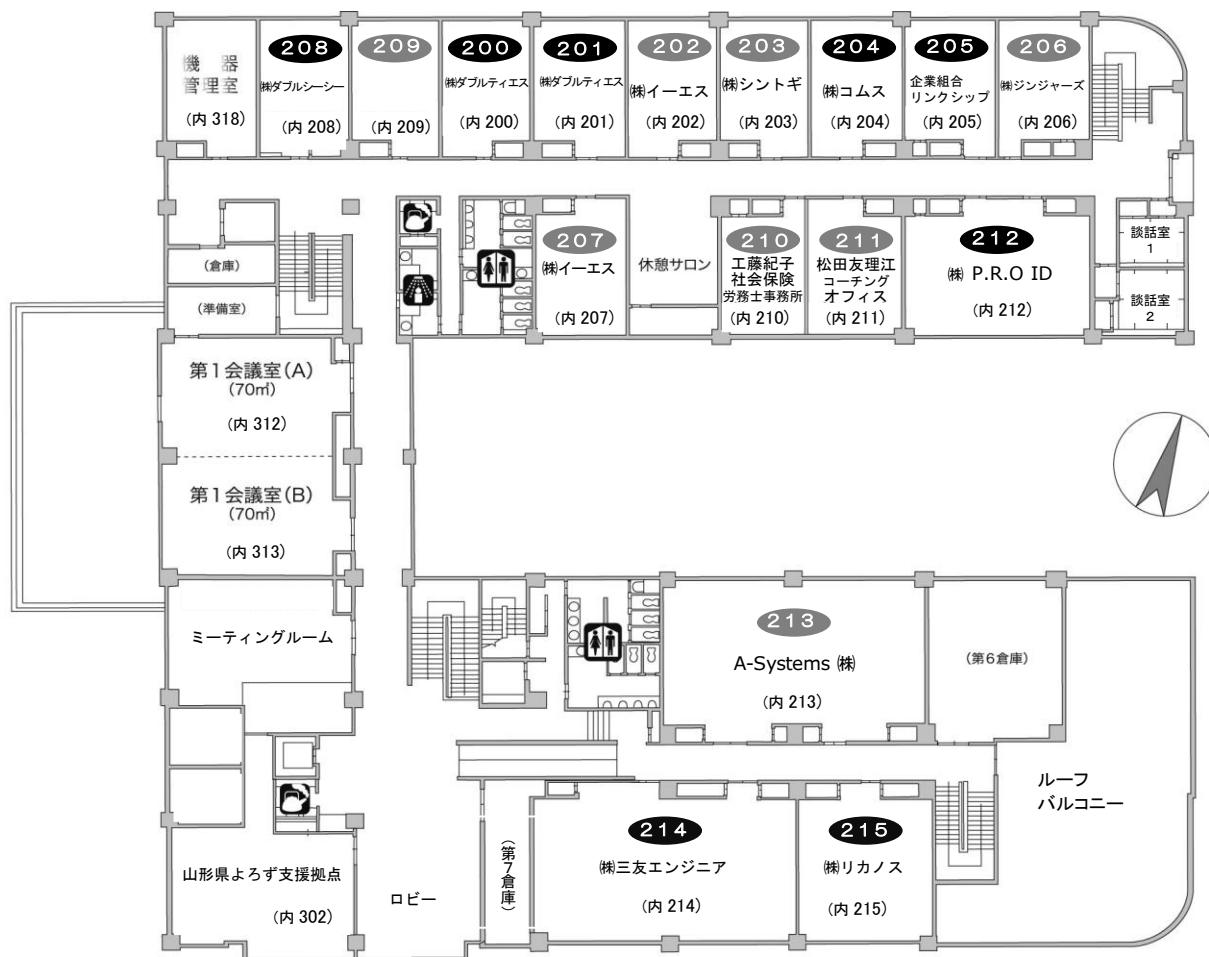 機器
管理室
(内 318)
208
㈱ダブルシーシー
(内 208)
209
(内 209)
200
㈱ダブルティエス
(内 200)
201
㈱ダブルティエス
(内 201)
202
㈱イーエス
(内 202)
203
㈱シントギ
(内 203)
204
㈱コムス
(内 204)
205
企業組合
リンクシップ
(内 205)
206
㈱ジンジャーズ
(内 206)
(倉庫)
(準備室)
207
㈱イーエス
(内 207)
休憩サロン
210
工藤紀子
社会保険
労務士事務所
(内 210)
211
松田友理江
コーチング
オフィス
(内 211)
212
㈱ P.R.O ID
(内 212)
談話室
1
談話室
2
第1会議室(A)
(70㎡)
(内 312)
第1会議室(B)
(70㎡)
(内 313)
ミーティングルーム
213
A-Systems ㈱
(内 213)
(第6倉庫)
ルーフ
バルコニー
山形県よろず支援拠点
(内 302)
ロビー
(第7倉庫)
214
㈱三友エンジニア
(内 214)
215
㈱リカノス
(内 215)